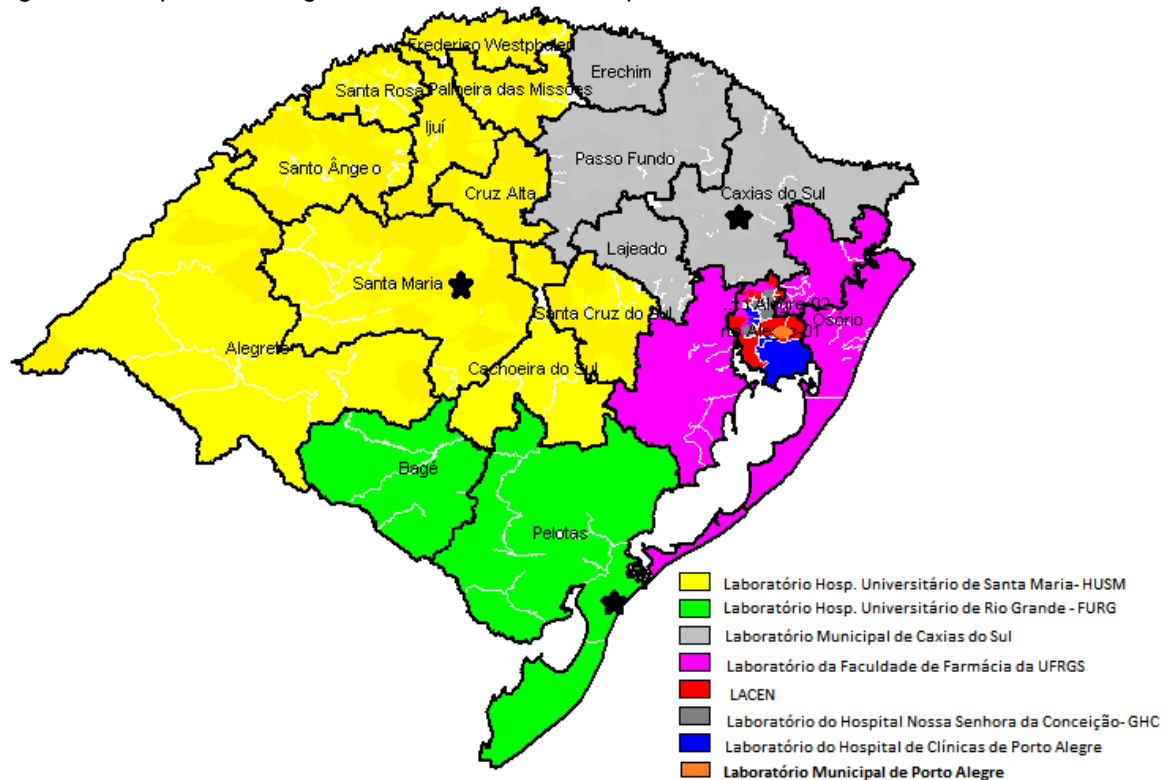 Frederico Westphalen
Erechim
Santa Rosa
Palmeira das Missões
Ijuí
Passo Fundo
Santo Ângelo
Cruz Alta
Caxias do Sul
Lajeado
Santa Maria
Santa Cruz do Sul
Alegre-02
Osório
Alegrete
Cachoeira do Sul
Bagé
Pelotas
Laboratório Hosp. Universitário de Santa Maria- HUSM
Laboratório Hosp. Universitário de Rio Grande - FURG
Laboratório Municipal de Caxias do Sul
Laboratório da Faculdade de Farmácia da UFRGS
LACEN
Laboratório do Hospital Nossa Senhora da Conceição- GHC
Laboratório do Hospital de Clínicas de Porto Alegre
Laboratório Municipal de Porto Alegre